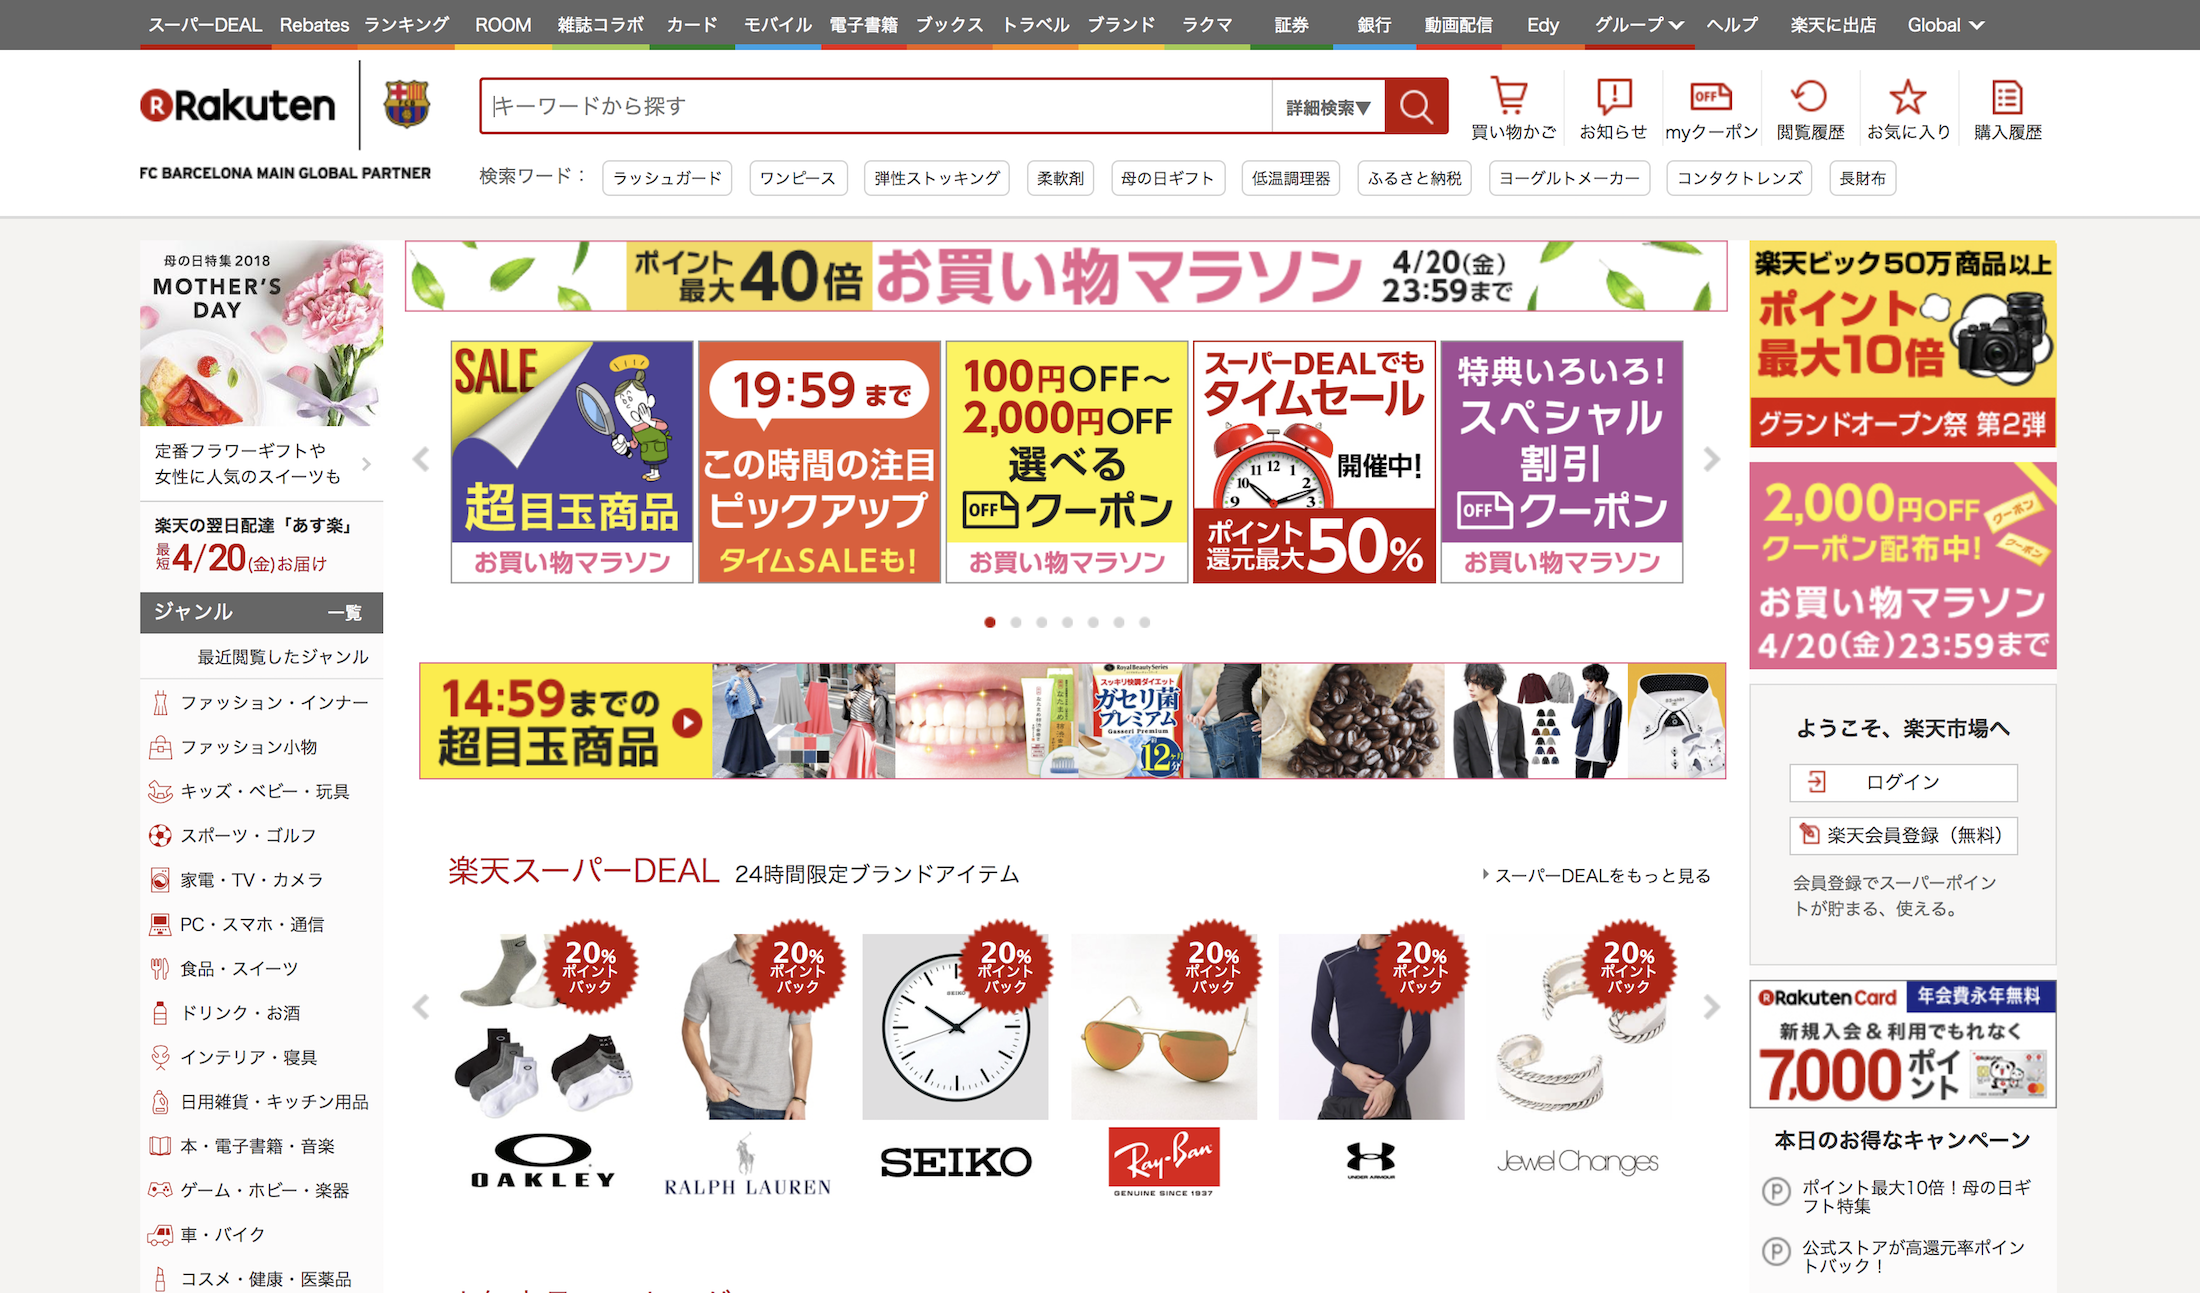 スーパーDEAL Rebates ランキング ROOM 雑誌コラボ カード モバイル 電子書籍 ブックス トラベル ブランド ラクマ 証券 銀行 動画配信 Edy グループ ヘルプ 楽天に出店 Global
Rakuten
FC BARCELONA MAIN GLOBAL PARTNER
キーワードから探す
詳細検索▼
買い物かご お知らせ myクーポン 閲覧履歴 お気に入り 購入履歴
OFF
検索ワード： ラッシュガード ワンピース 弾性ストッキング 柔軟剤 母の日ギフト 低温調理器 ふるさと納税 ヨーグルトメーカー コンタクトレンズ 長財布
母の日特集2018
MOTHER'S
DAY
定番フラワーギフトや
女性に人気のスイーツも
楽天の翌日配達「あす楽」
最短4/20(金)お届け
ジャンル 一覧
最近閲覧したジャンル
ファッション・インナー
ファッション小物
キッズ・ベビー・玩具
スポーツ・ゴルフ
家電・TV・カメラ
PC・スマホ・通信
食品・スイーツ
ドリンク・お酒
インテリア・寝具
日用雑貨・キッチン用品
本・電子書籍・音楽
ゲーム・ホビー・楽器
車・バイク
コスメ・健康・医薬品
ポイント最大40倍 お買い物マラソン 4/20(金)23:59まで
SALE
超目玉商品
お買い物マラソン
19:59まで
この時間の注目
ピックアップ
タイムSALEも!
100円OFF～
2,000円OFF
選べる
OFF クーポン
お買い物マラソン
スーパーDEALでも
タイムセール
開催中!
ポイント還元最大50%
特典いろいろ!
スペシャル
割引
OFF クーポン
お買い物マラソン
14:59までの
超目玉商品
Royal Beauty Series
スッキリ快調ダイエット
ガセリ菌
プレミアム
Gasseri Premium
約12ヶ月分
楽天スーパーDEAL 24時間限定ブランドアイテム
スーパーDEALをもっと見る
20%ポイントバック
20%ポイントバック
20%ポイントバック
20%ポイントバック
20%ポイントバック
20%ポイントバック
SEIKO
OAKLEY
RALPH LAUREN
SEIKO
Ray-Ban
GENUINE SINCE 1937
UNDER ARMOUR
Jewel Changes
楽天ビック50万商品以上
ポイント
最大10倍
グランドオープン祭 第2弾
2,000円OFF
クーポン配布中!
クーポン
クーポン
お買い物マラソン
4/20(金)23:59まで
ようこそ、楽天市場へ
ログイン
楽天会員登録（無料）
会員登録でスーパーポイン
トが貯まる、使える。
Rakuten Card 年会費永年無料
新規入会＆利用でもれなく
7,000ポイント
本日のお得なキャンペーン
ポイント最大10倍！母の日ギ
フト特集
公式ストアが高還元率ポイン
トバック！